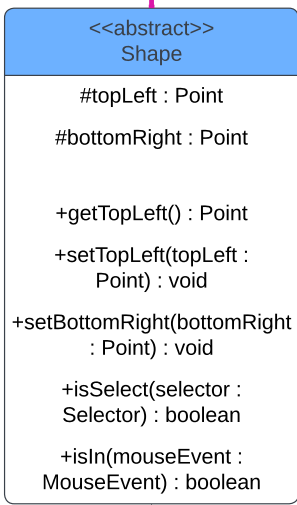 <<abstract>>
Shape
#topLeft : Point
#bottomRight : Point
+getTopLeft() : Point
+setTopLeft(topLeft :
Point) : void
+setBottomRight(bottomRight
: Point) : void
+isSelect(selector :
Selector) : boolean
+isIn(mouseEvent :
MouseEvent) : boolean